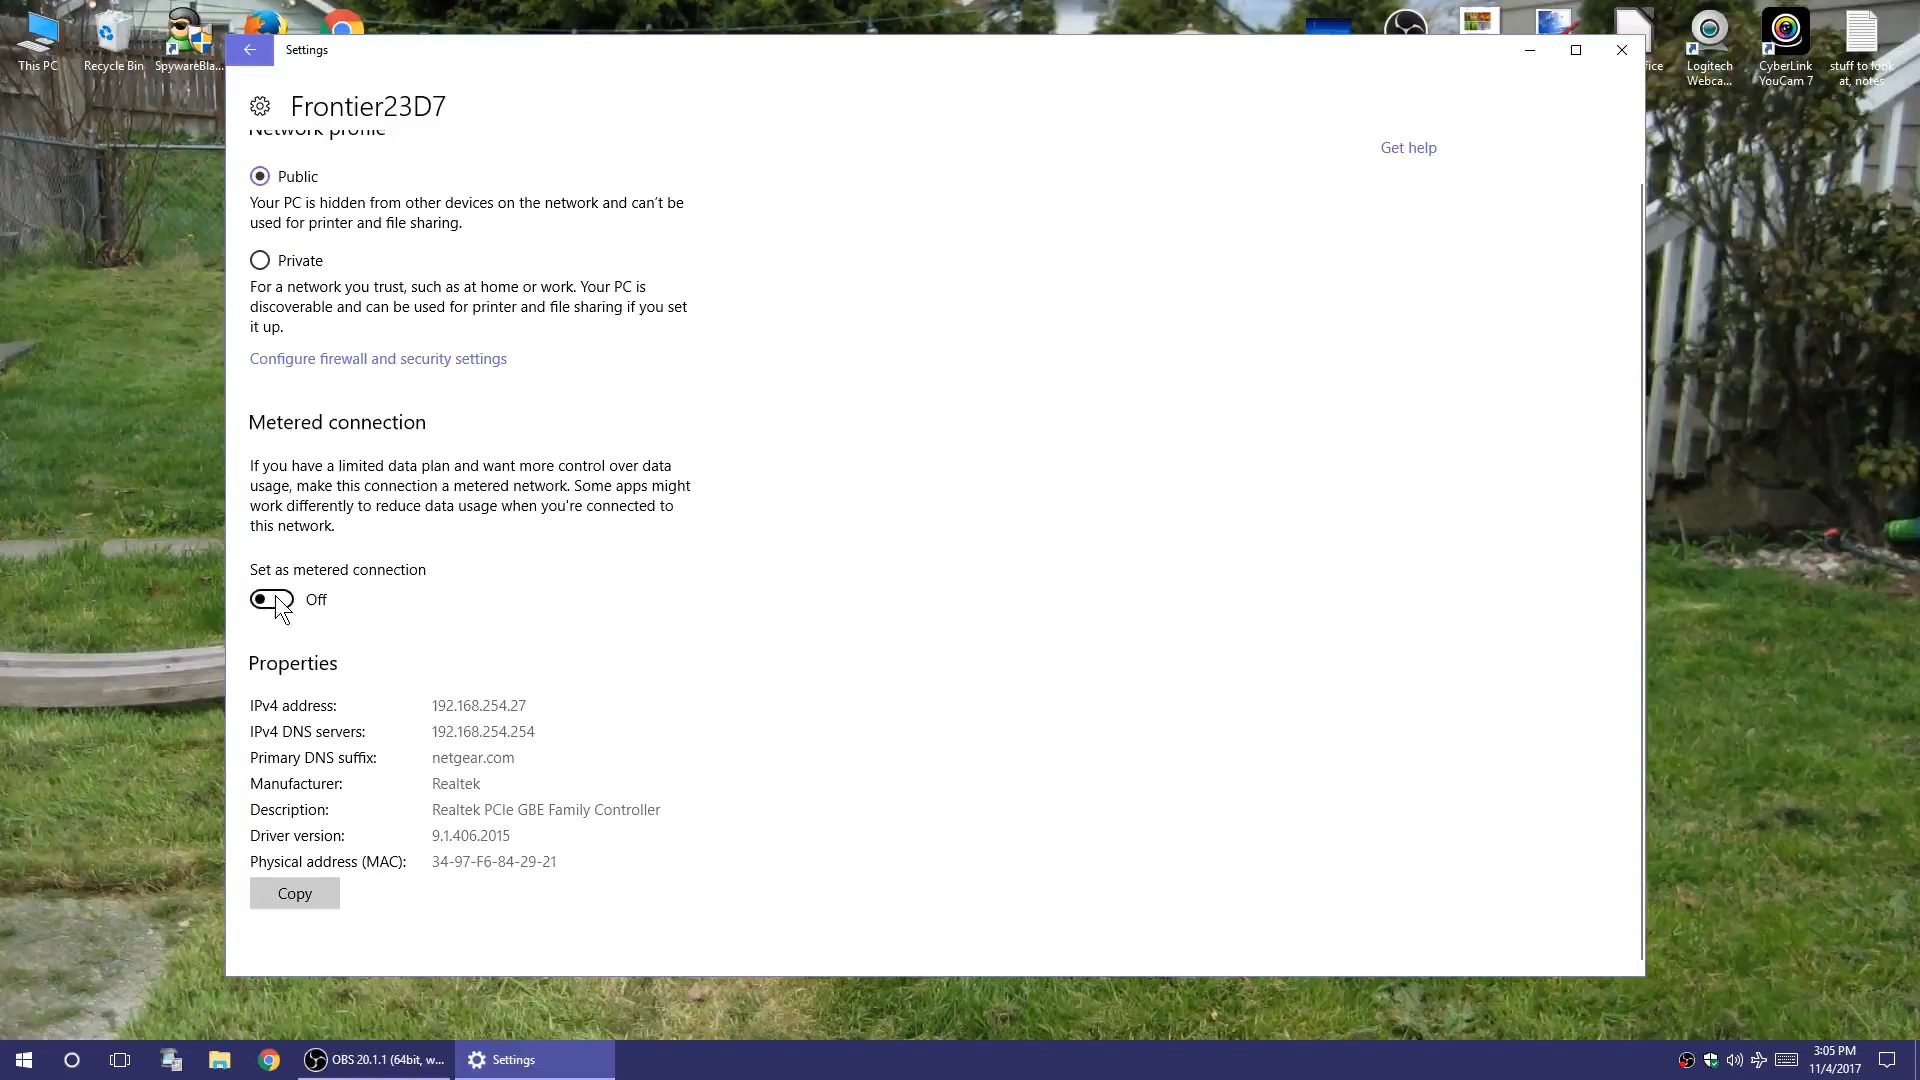 Settings
Frontier23D7
Network profile
Get help
Public
Your PC is hidden from other devices on the network and can't be
used for printer and file sharing.
Private
For a network you trust, such as at home or work. Your PC is
discoverable and can be used for printer and file sharing if you set
it up.
Configure firewall and security settings
Metered connection
If you have a limited data plan and want more control over data
usage, make this connection a metered network. Some apps might
work differently to reduce data usage when you're connected to
this network.
Set as metered connection
Off
Properties
IPv4 address: 192.168.254.27
IPv4 DNS servers: 192.168.254.254
Primary DNS suffix: netgear.com
Manufacturer: Realtek
Description: Realtek PCIe GBE Family Controller
Driver version: 9.1.406.2015
Physical address (MAC): 34-97-F6-84-29-21
Copy
This PC
Recycle Bin
SpywareBla...
fice
Logitech
Webca...
CyberLink
YouCam 7
stuff to look
at, notes
OBS 20.1.1 (64bit, w...
Settings
3:05 PM
11/4/2017